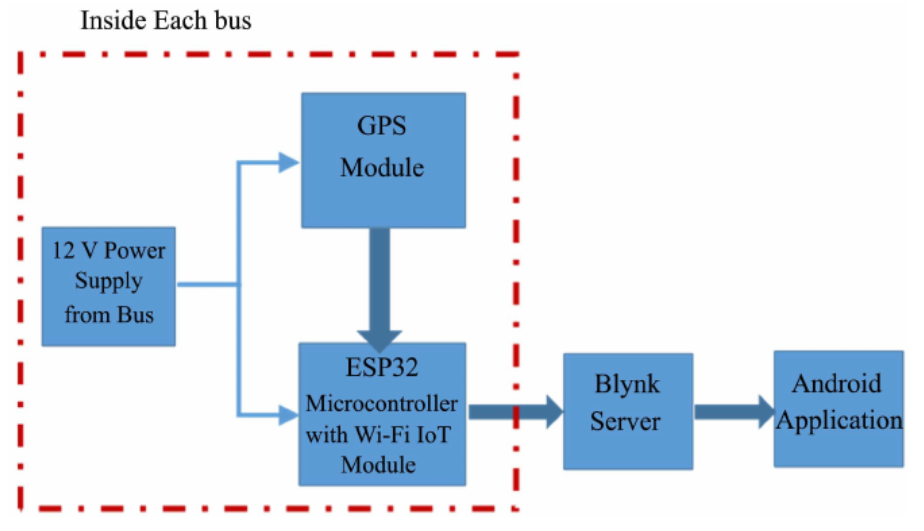 Inside Each bus
GPS
Module
12 V Power
Supply
from Bus
ESP32
Microcontroller
with Wi-Fi IoT
Module
Blynk
Server
Android
Application